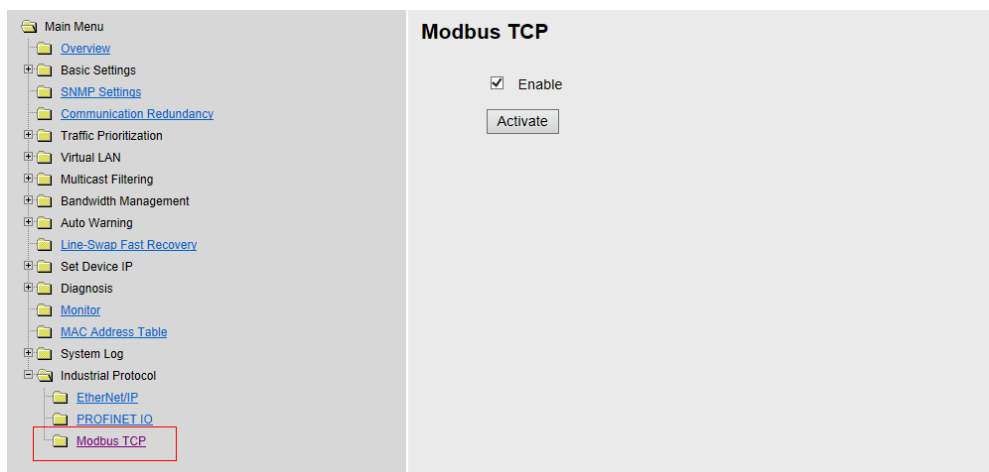 Main Menu
Overview
Basic Settings
SNMP Settings
Communication Redundancy
Traffic Prioritization
Virtual LAN
Multicast Filtering
Bandwidth Management
Auto Warning
Line-Swap Fast Recovery
Set Device IP
Diagnosis
Monitor
MAC Address Table
System Log
Industrial Protocol
EtherNet/IP
PROFINET IO
Modbus TCP
Modbus TCP
Enable
Activate